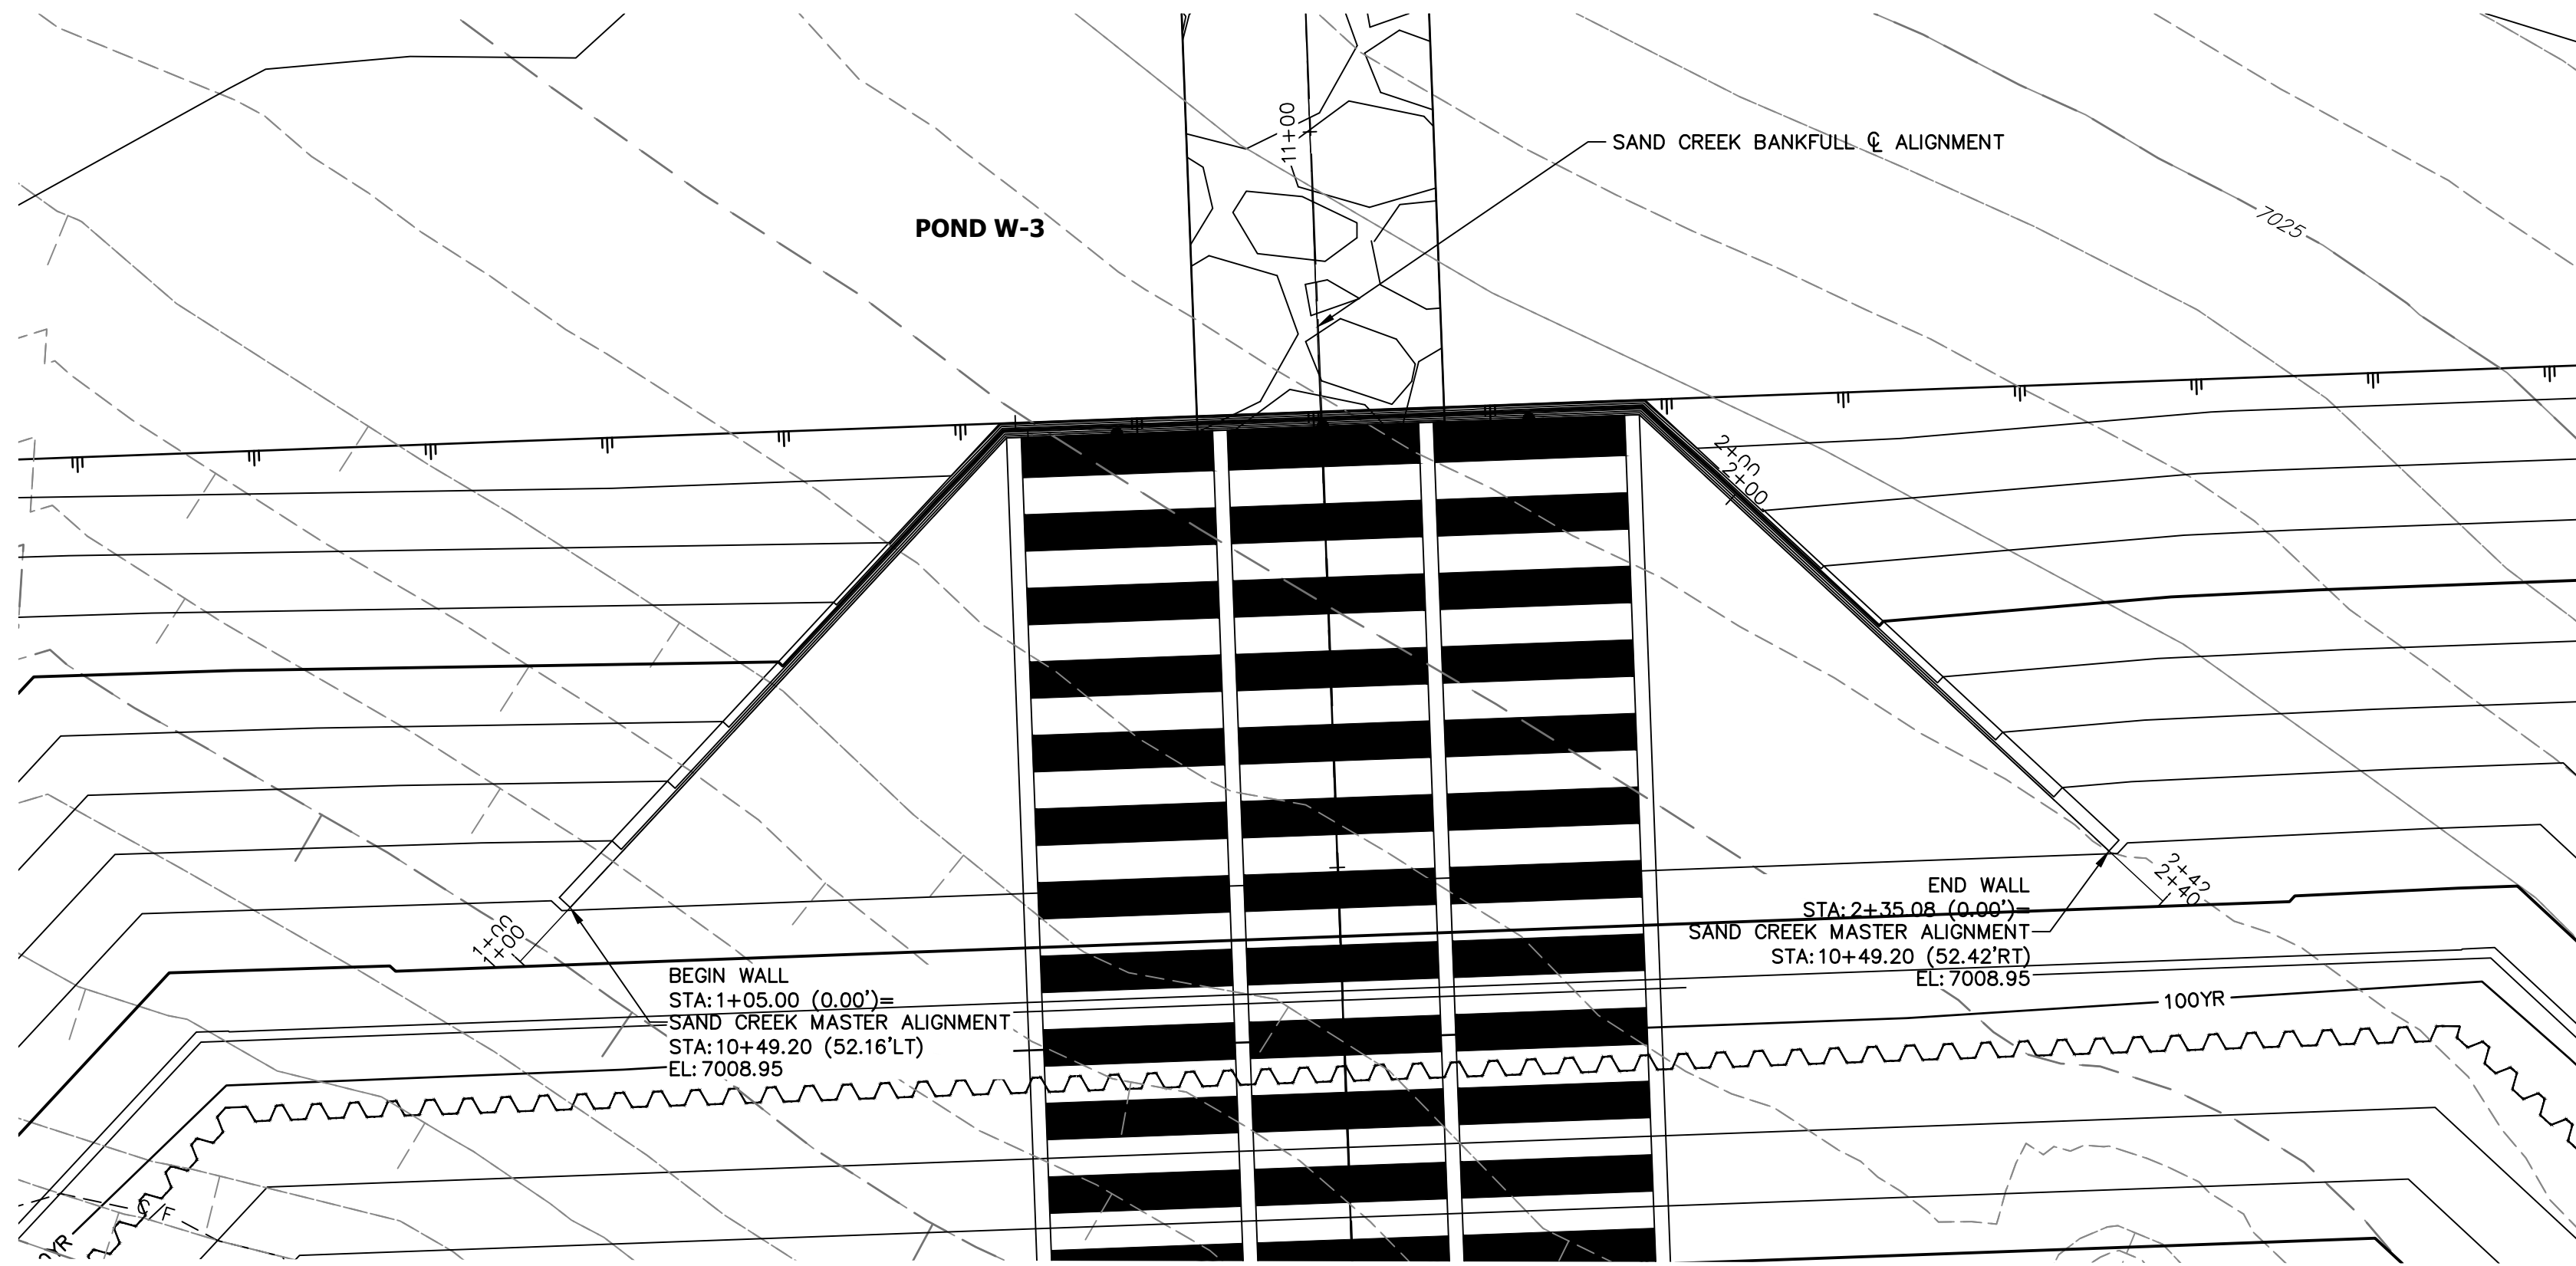 11+00
SAND CREEK BANKFULL ℄ ALIGNMENT
POND W-3
7025
2+00
2+00
1+00
1+00
BEGIN WALL
STA:1+05.00 (0.00')=
SAND CREEK MASTER ALIGNMENT
STA:10+49.20 (52.16'LT)
EL:7008.95
END WALL
STA:2+35.08 (0.00')=
SAND CREEK MASTER ALIGNMENT
STA:10+49.20 (52.42'RT)
EL:7008.95
2+42
2+40
100YR
C/F